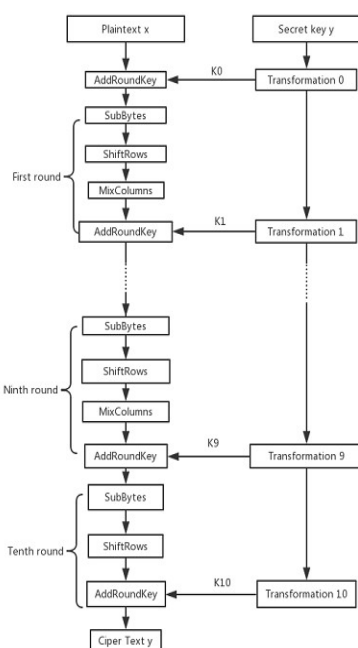 Plaintext x
Secret key y
AddRoundKey
K0
Transformation 0
SubBytes
ShiftRows
First round
MixColumns
AddRoundKey
K1
Transformation 1
SubBytes
ShiftRows
Ninth round
MixColumns
AddRoundKey
K9
Transformation 9
SubBytes
Tenth round
ShiftRows
AddRoundKey
K10
Transformation 10
Ciper Text y